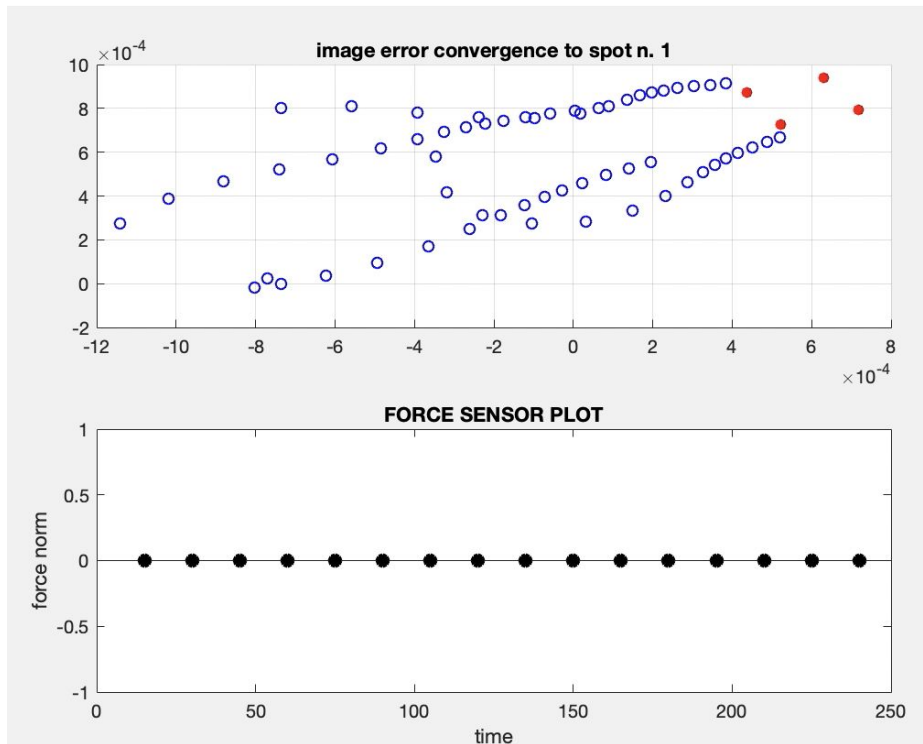 image error convergence to spot n. 1
×10⁻⁴
10
8
6
4
2
0
-2
-12 -10 -8 -6 -4 -2 0 2 4 6 8
×10⁻⁴
FORCE SENSOR PLOT
force norm
1
0.5
0
-0.5
-1
0 50 100 150 200 250
time